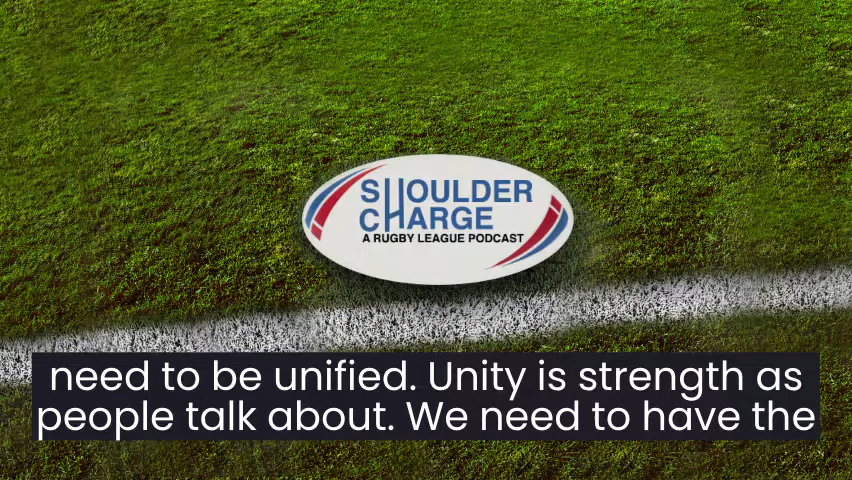 SHOULDER
CHARGE
A RUGBY LEAGUE PODCAST
need to be unified. Unity is strength as
people talk about. We need to have the